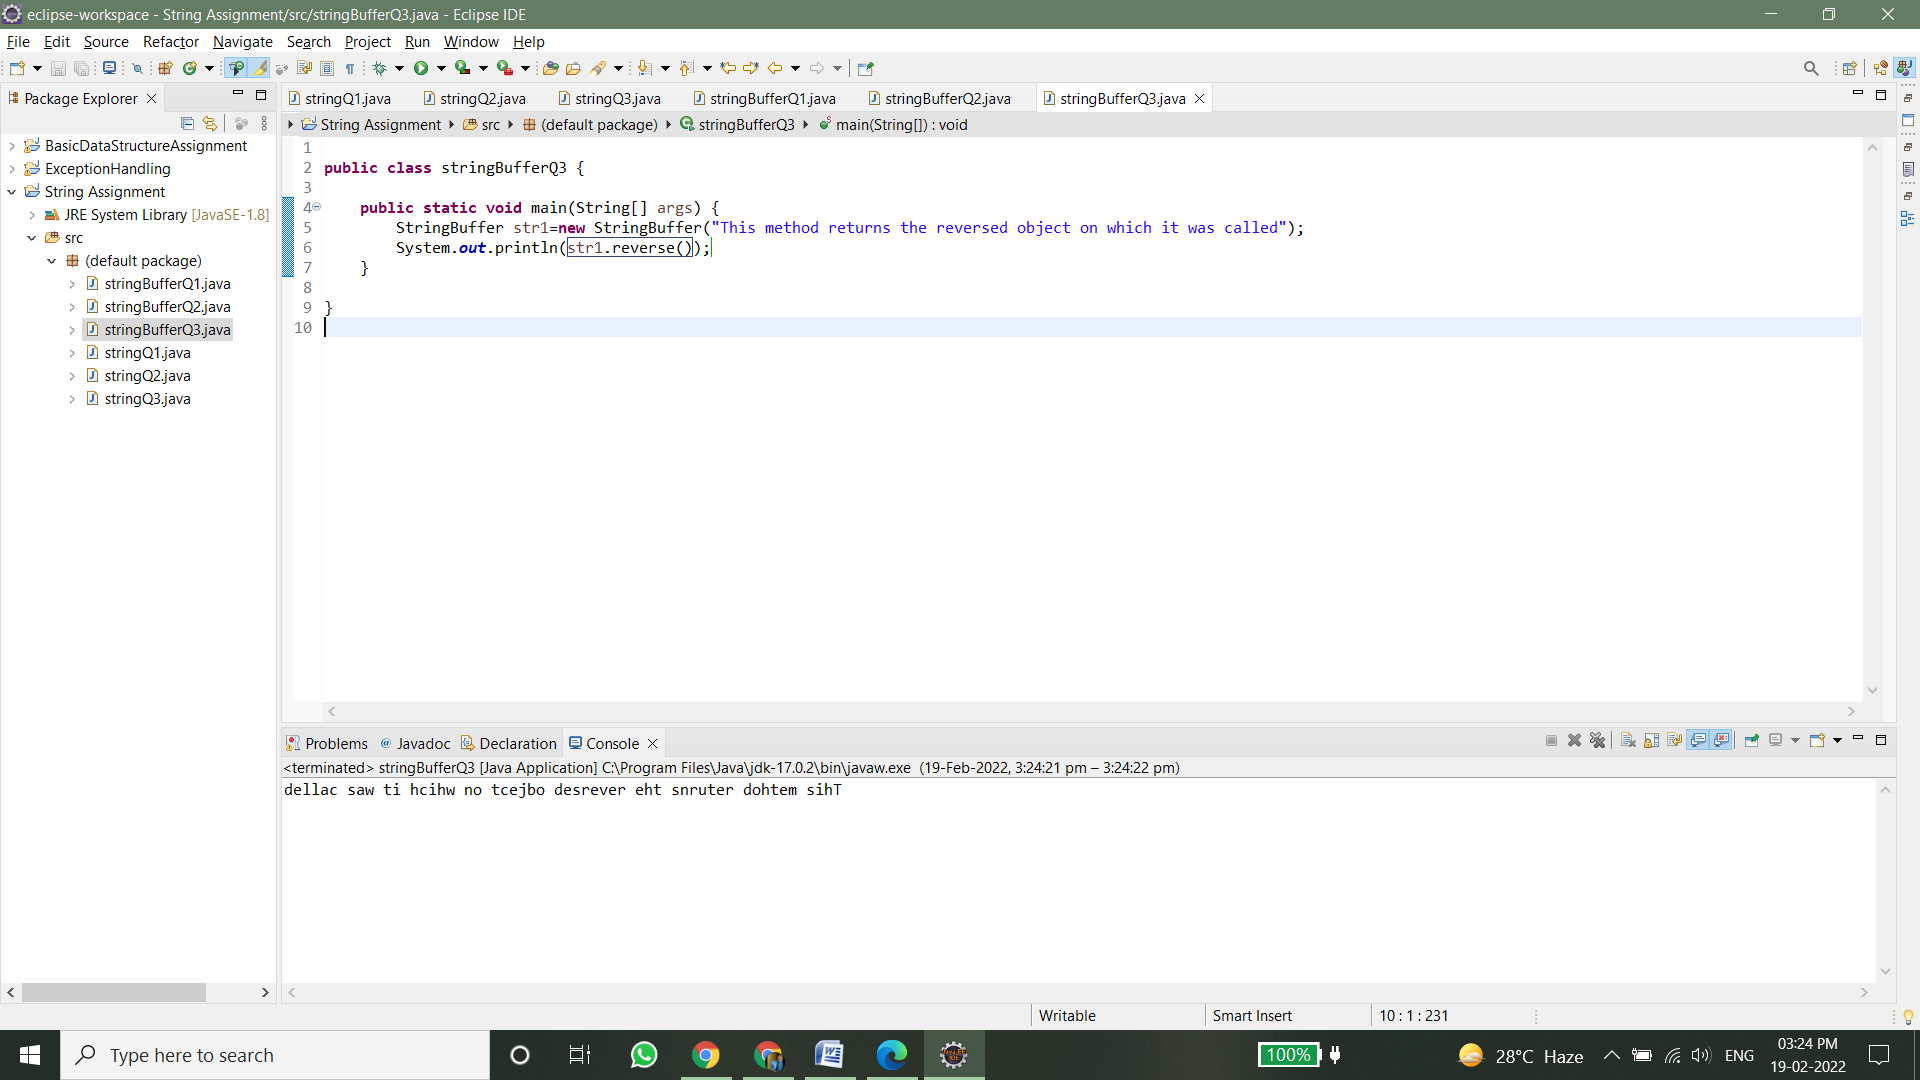 eclipse-workspace - String Assignment/src/stringBufferQ3.java - Eclipse IDE
File Edit Source Refactor Navigate Search Project Run Window Help
Package Explorer
stringQ1.java stringQ2.java stringQ3.java stringBufferQ1.java stringBufferQ2.java stringBufferQ3.java
String Assignment src (default package) stringBufferQ3 main(String[]) : void
BasicDataStructureAssignment
ExceptionHandling
String Assignment
JRE System Library [JavaSE-1.8]
src
(default package)
stringBufferQ1.java
stringBufferQ2.java
stringBufferQ3.java
stringQ1.java
stringQ2.java
stringQ3.java
1
2 public class stringBufferQ3 {
3
4 public static void main(String[] args) {
5 StringBuffer str1=new StringBuffer("This method returns the reversed object on which it was called");
6 System.out.println(str1.reverse());
7 }
8
9 }
10
Problems @ Javadoc Declaration Console
<terminated> stringBufferQ3 [Java Application] C:\Program Files\Java\jdk-17.0.2\bin\javaw.exe (19-Feb-2022, 3:24:21 pm – 3:24:22 pm)
dellac saw ti hcihw no tcejbo desrever eht snruter dohtem sihT
Writable Smart Insert 10 : 1 : 231
Type here to search
100%
28°C Haze
ENG
03:24 PM
19-02-2022